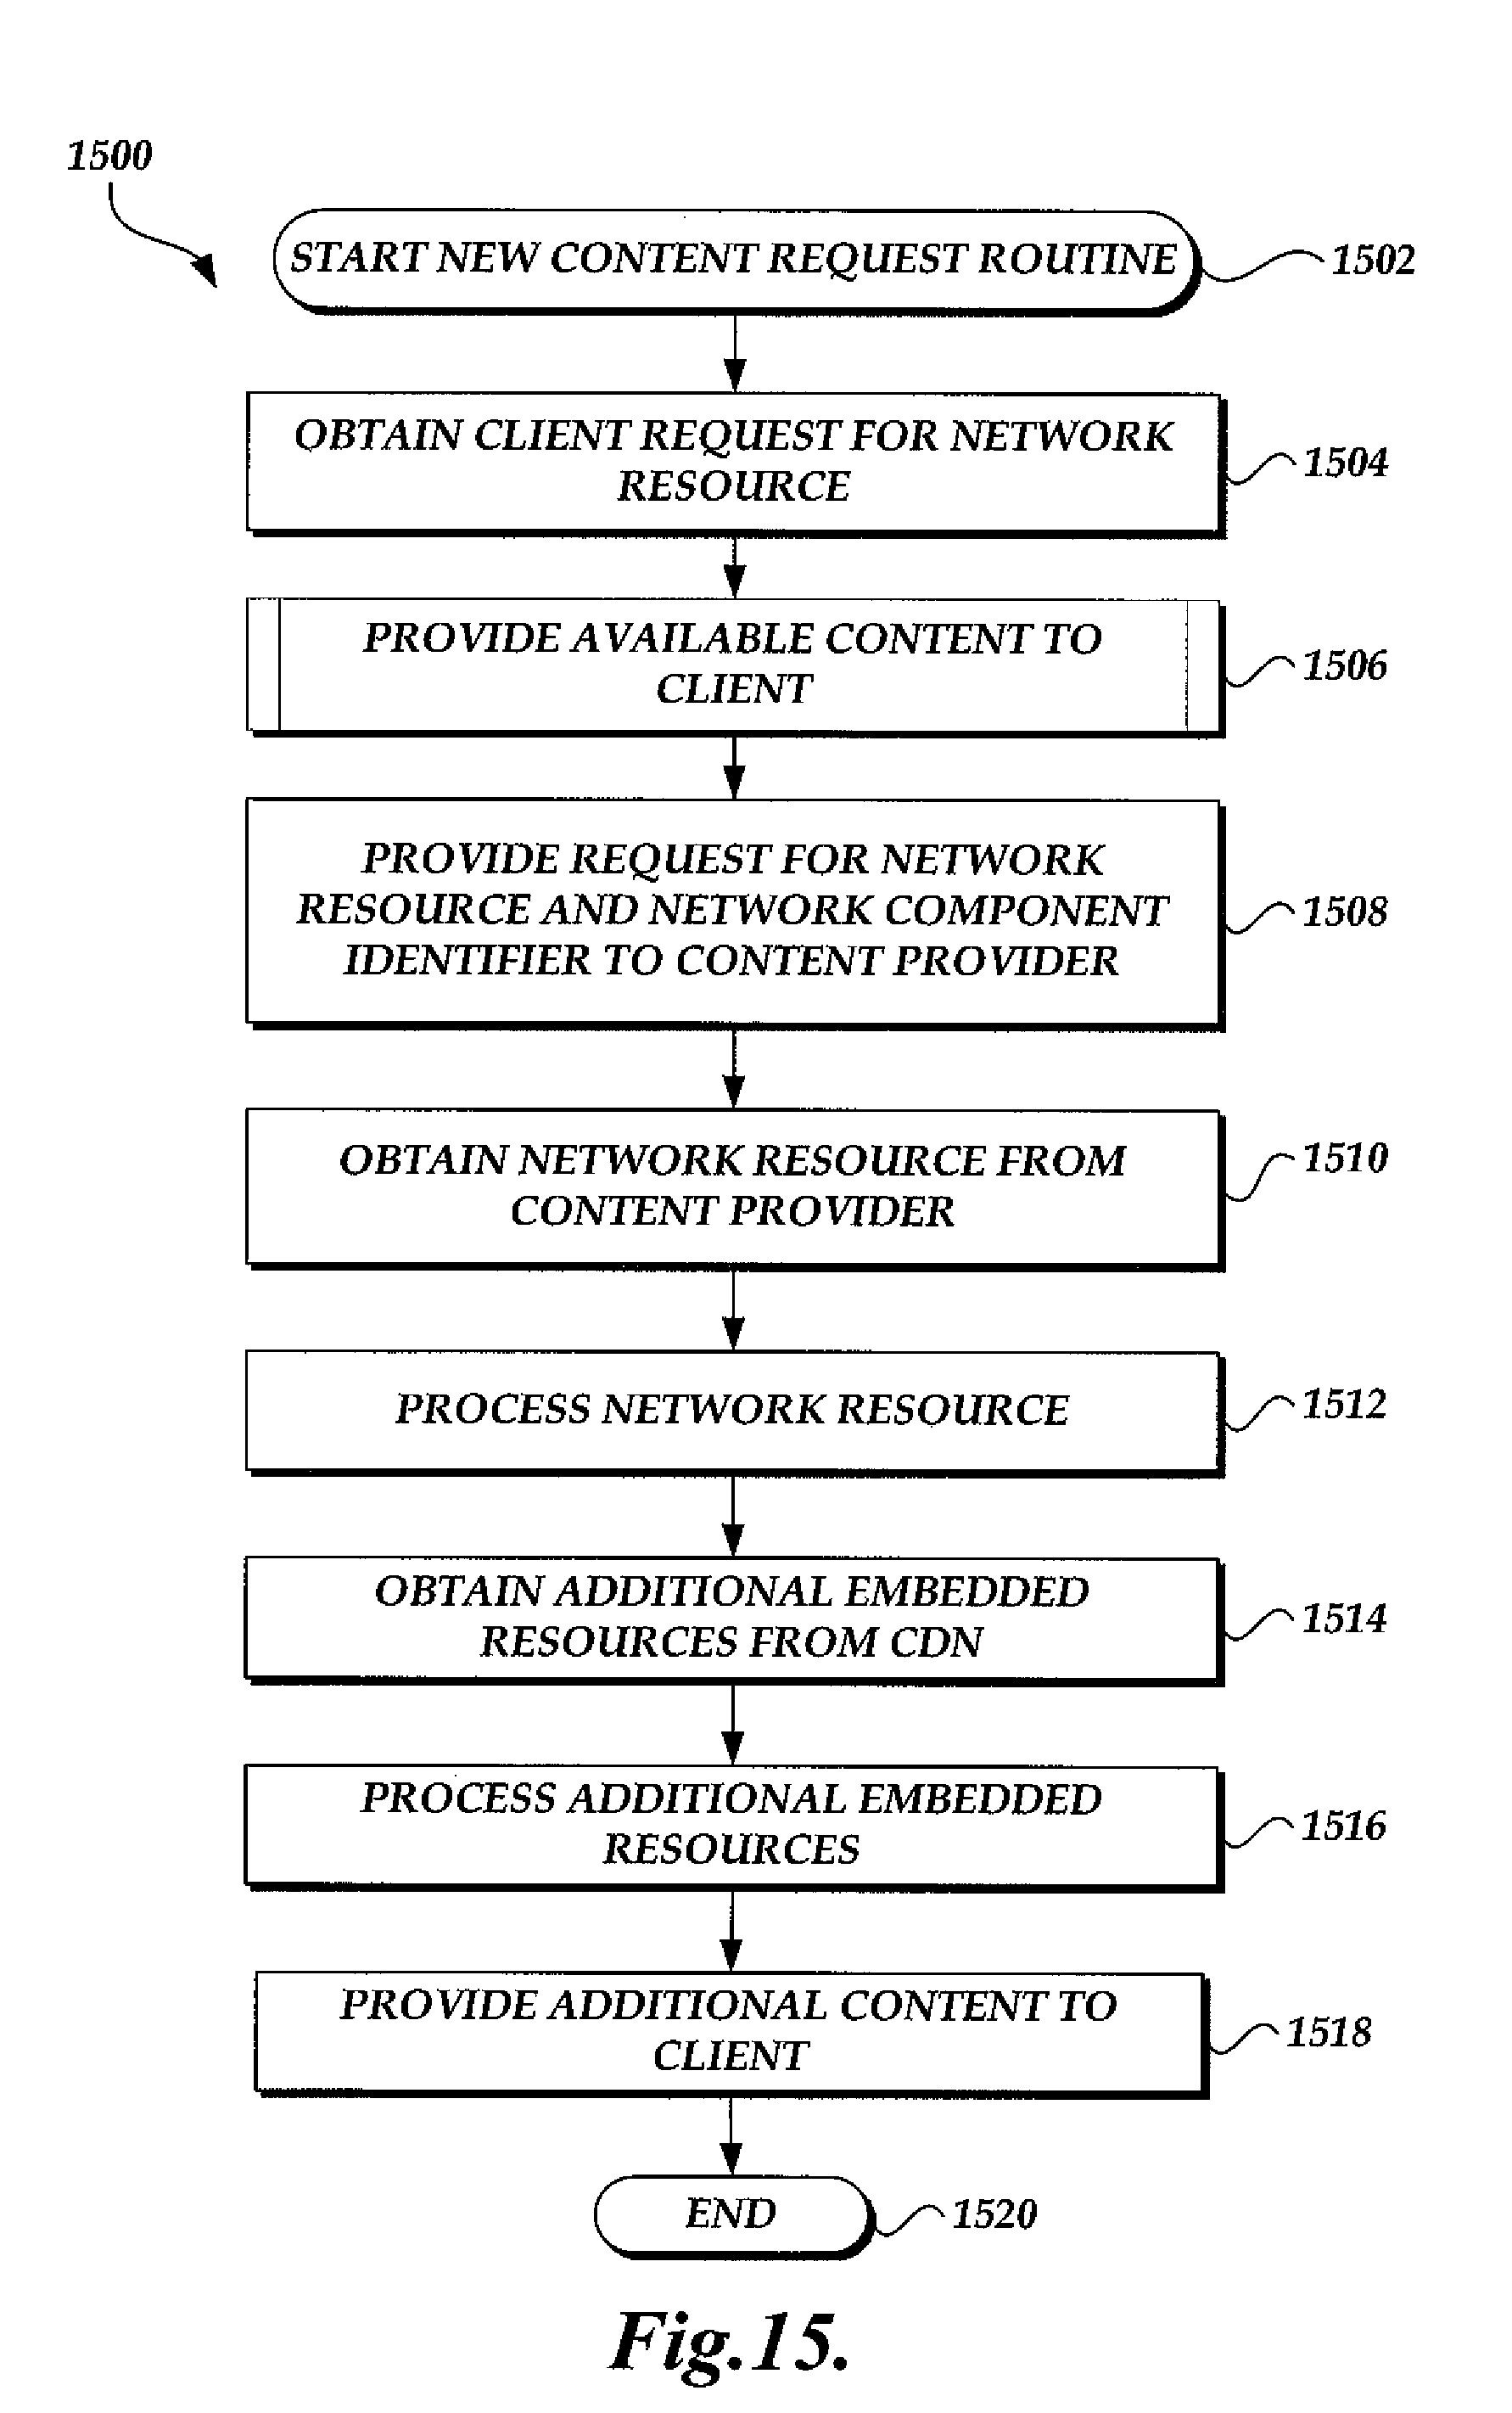 1500
START NEW CONTENT REQUEST ROUTINE
1502
OBTAIN CLIENT REQUEST FOR NETWORK
RESOURCE
1504
PROVIDE AVAILABLE CONTENT TO
CLIENT
1506
PROVIDE REQUEST FOR NETWORK
RESOURCE AND NETWORK COMPONENT
IDENTIFIER TO CONTENT PROVIDER
1508
OBTAIN NETWORK RESOURCE FROM
CONTENT PROVIDER
1510
PROCESS NETWORK RESOURCE
1512
OBTAIN ADDITIONAL EMBEDDED
RESOURCES FROM CDN
1514
PROCESS ADDITIONAL EMBEDDED
RESOURCES
1516
PROVIDE ADDITIONAL CONTENT TO
CLIENT
1518
END
1520
Fig.15.